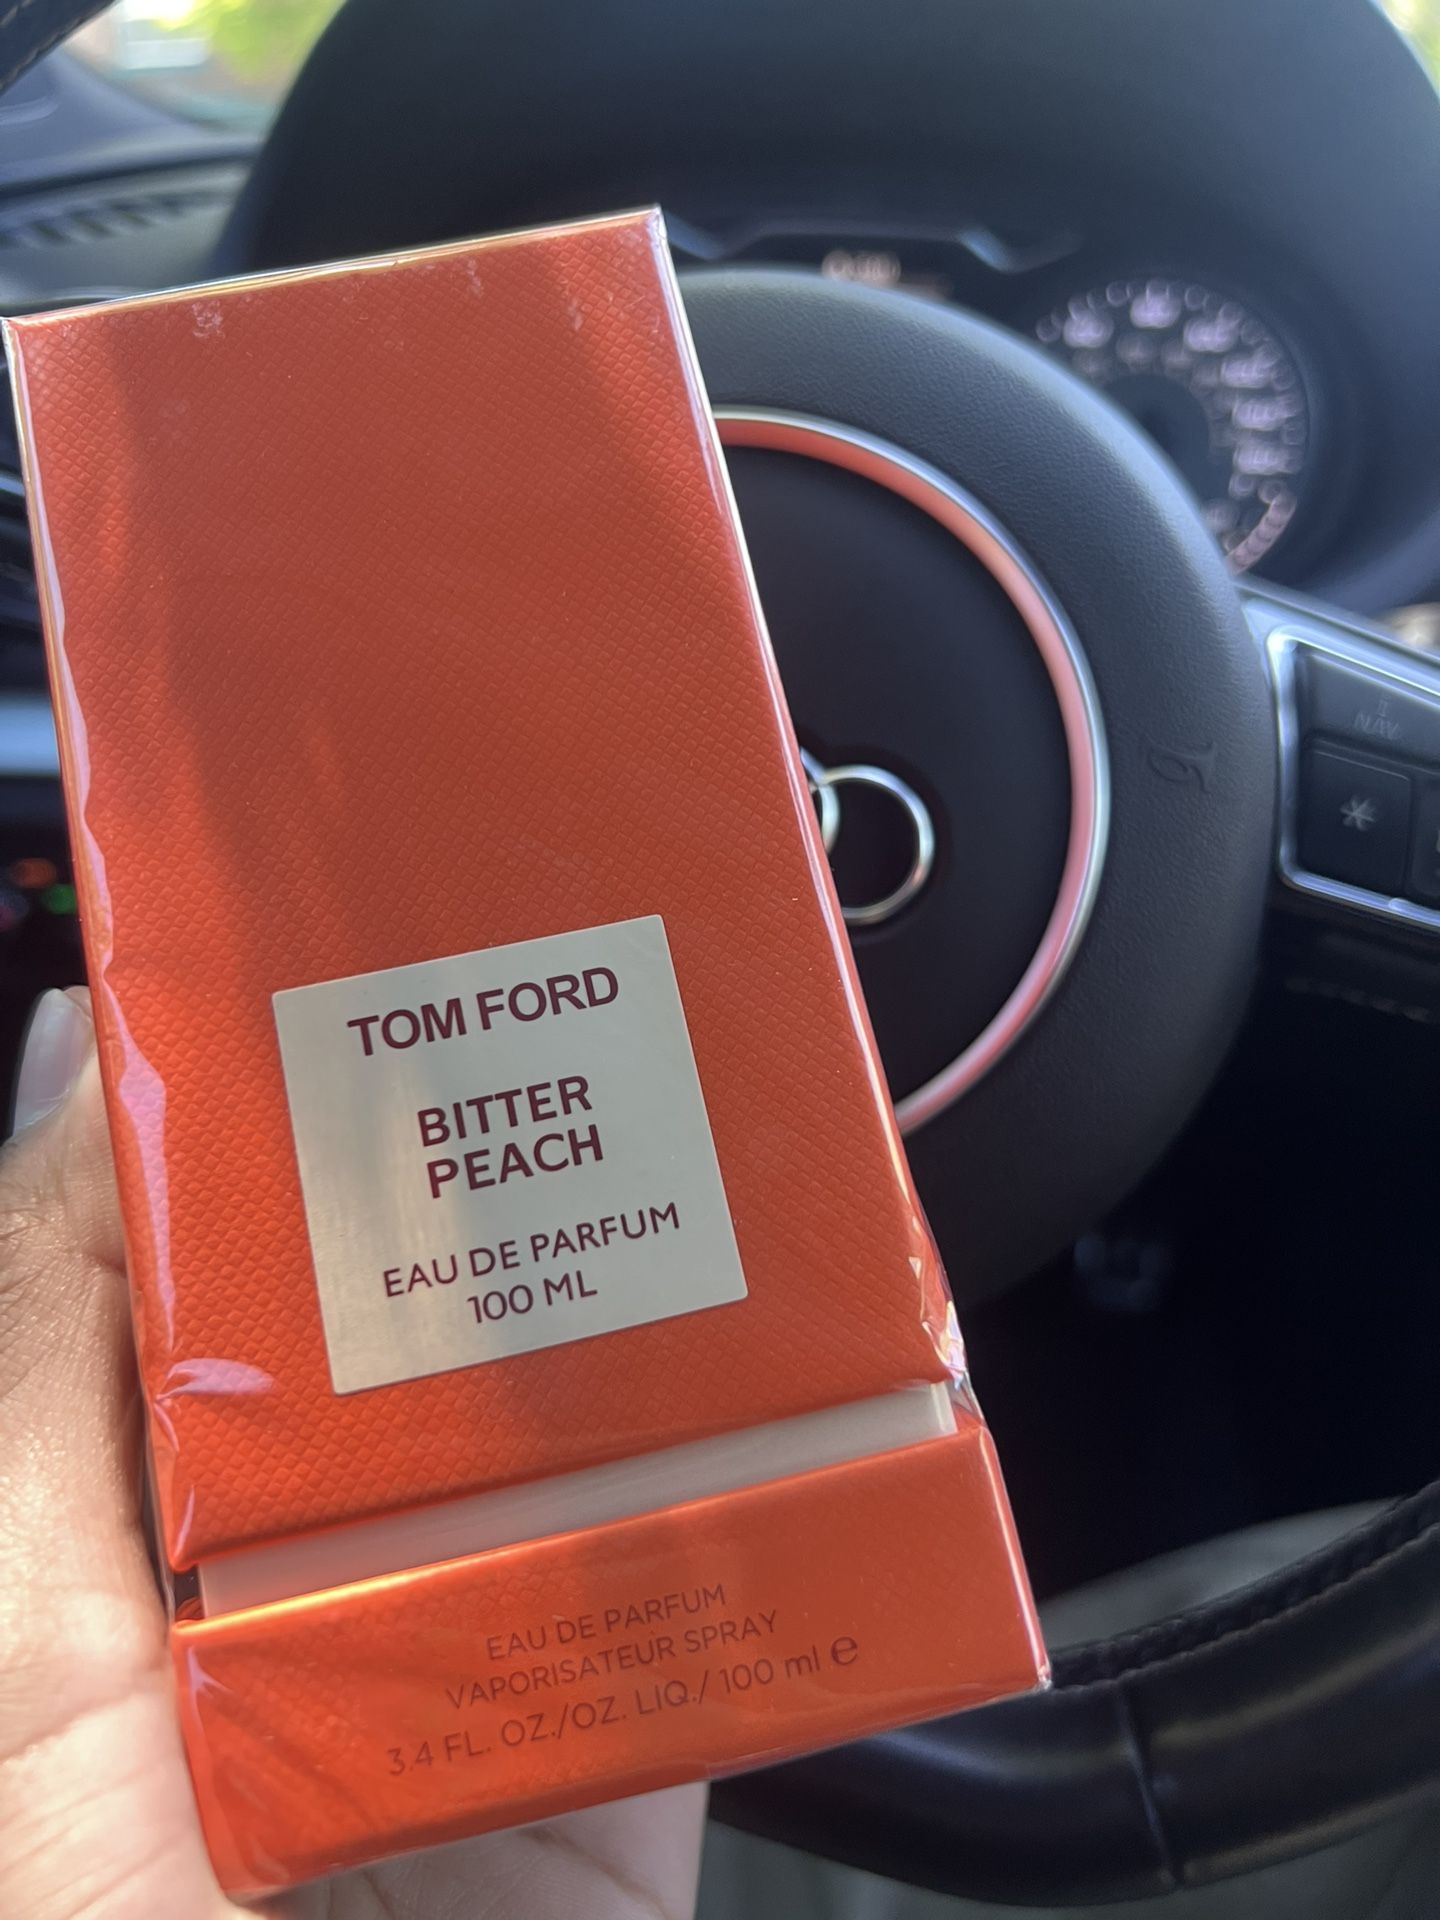 TOM FORD
BITTER
PEACH
EAU DE PARFUM
100 ML
EAU DE PARFUM
VAPORISATEUR SPRAY
3.4 FL. OZ./OZ. LIQ./ 100 ml e
NAV